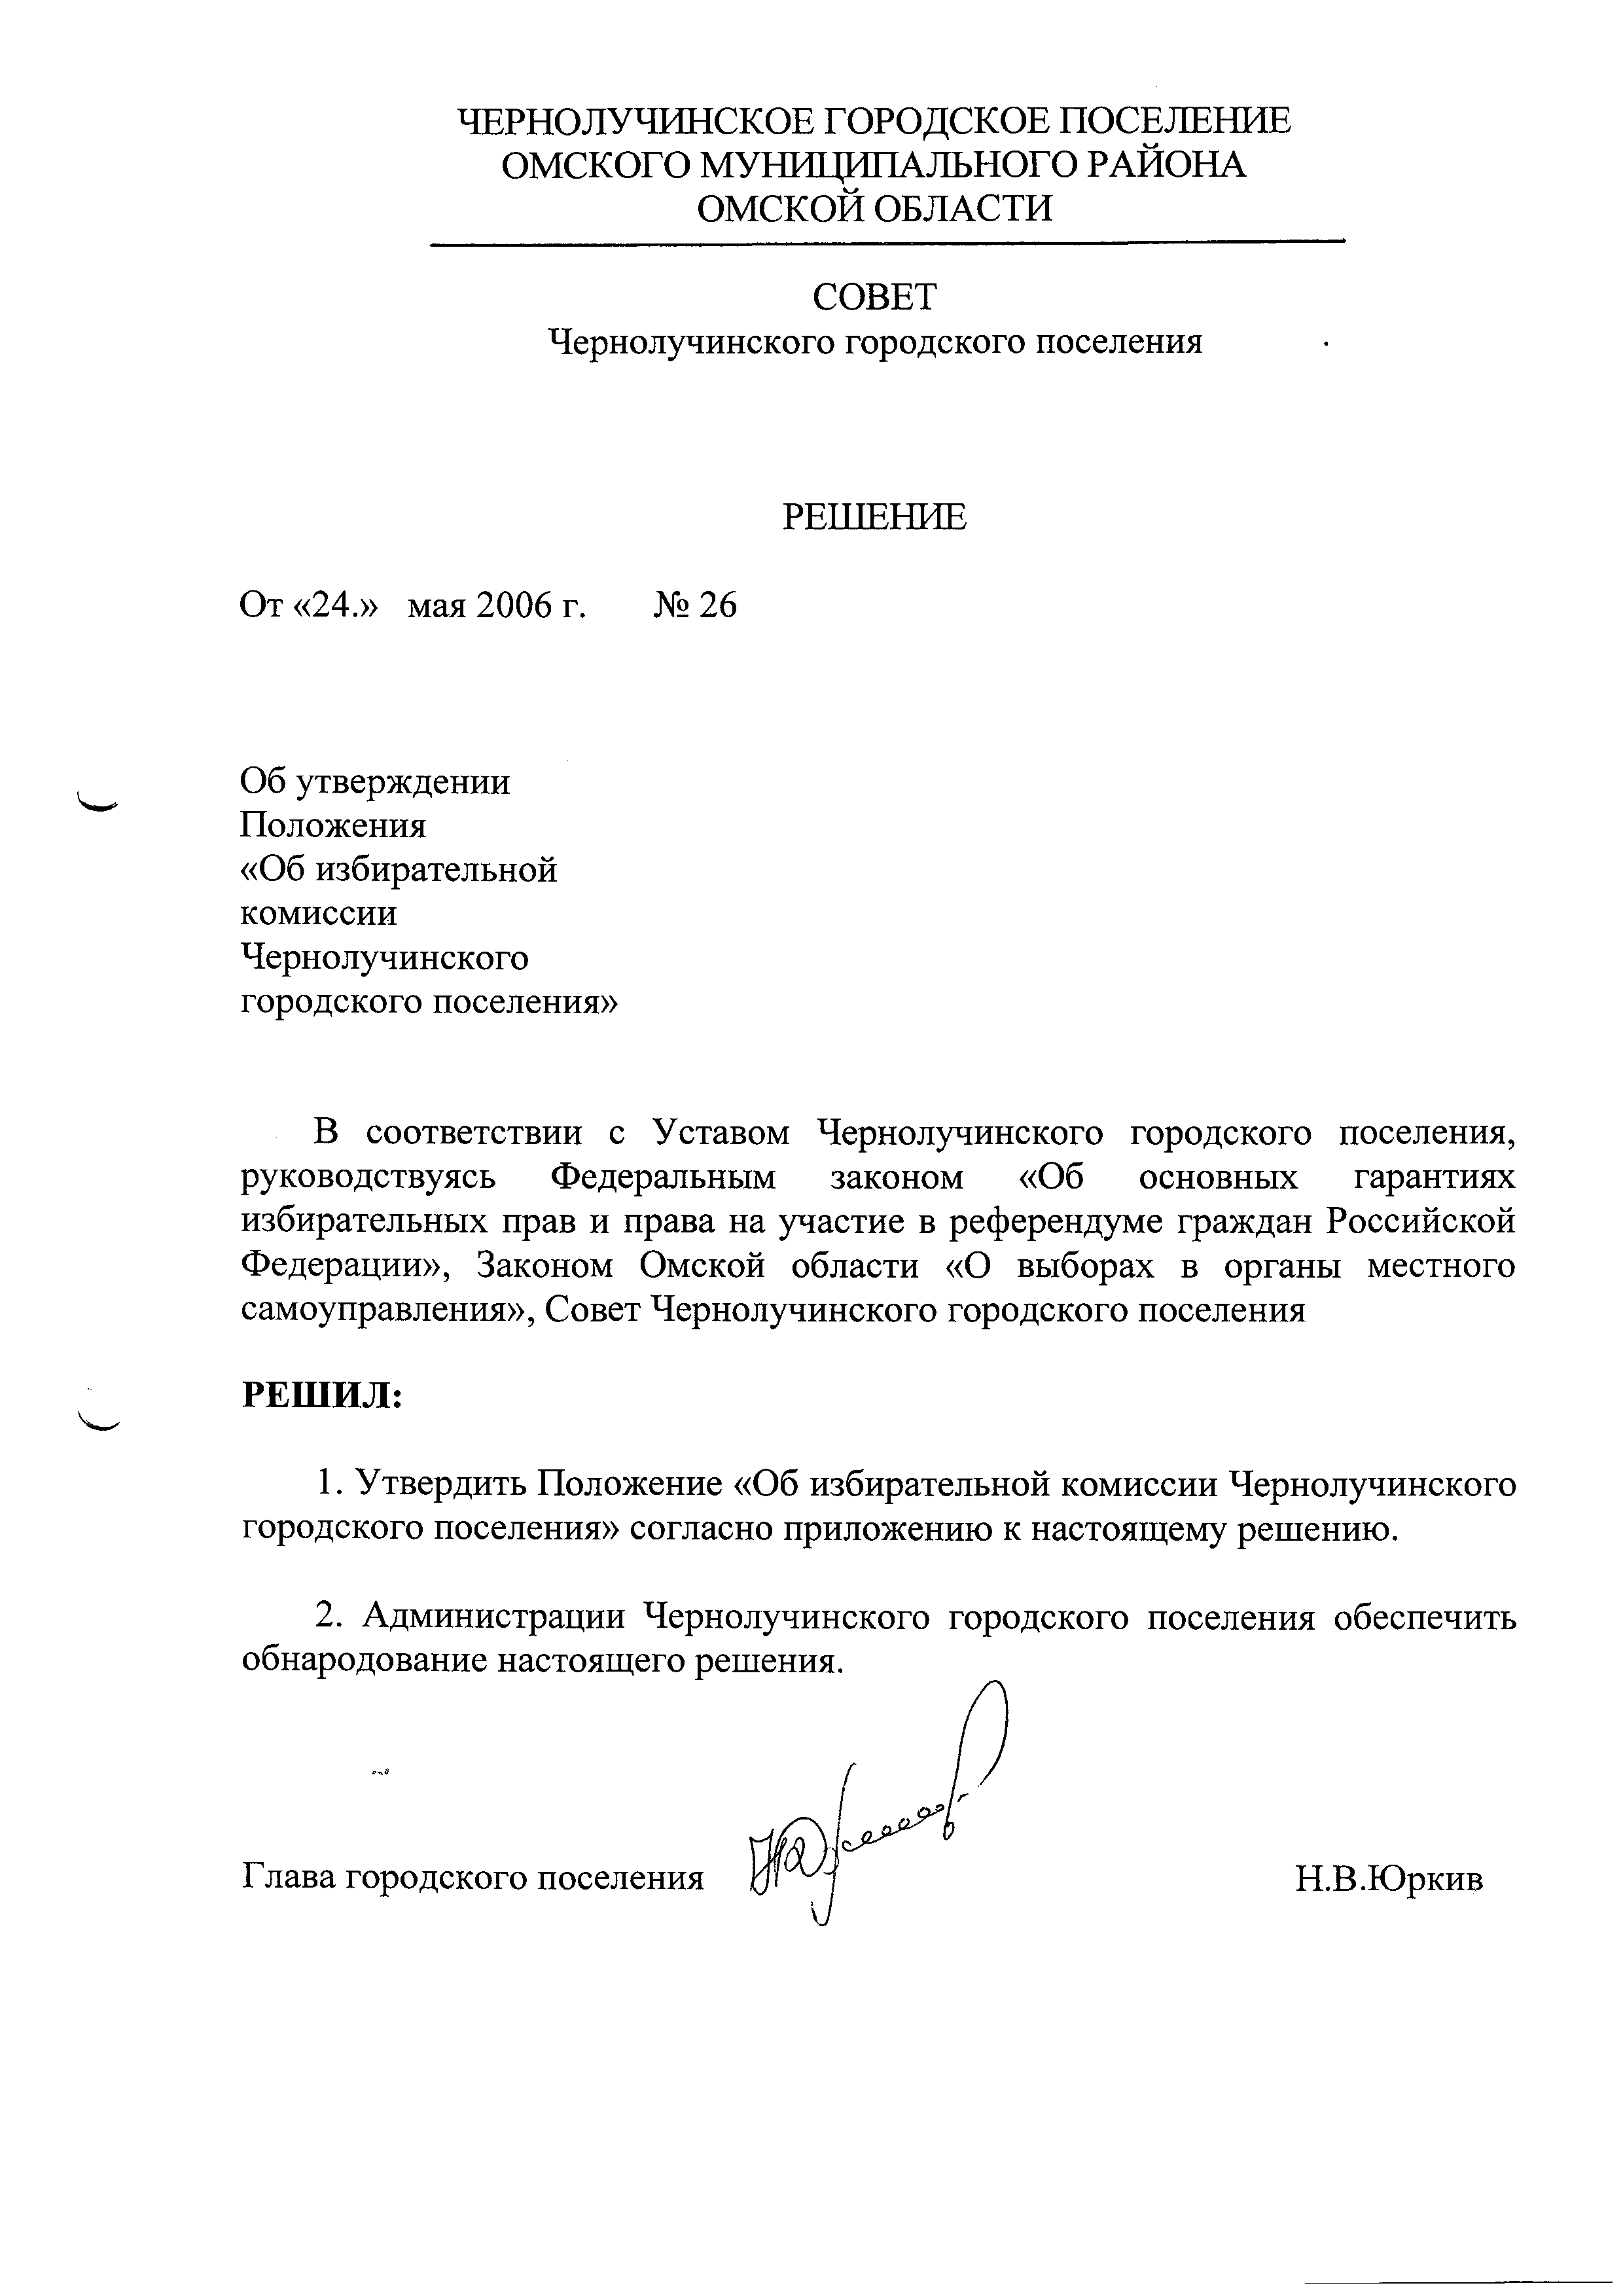 ЧЕРНОЛУЧИНСКОЕ ГОРОДСКОЕ ПОСЕЛЕНИЕ
ОМСКОГО МУНИЦИПАЛЬНОГО РАЙОНА
ОМСКОЙ ОБЛАСТИ
СОВЕТ
Чернолучинского городского поселения
РЕШЕНИЕ
От «24.» мая 2006 г. № 26
Об утверждении
Положения
«Об избирательной
комиссии
Чернолучинского
городского поселения»
В соответствии с Уставом Чернолучинского городского поселения,
руководствуясь Федеральным законом «Об основных гарантиях
избирательных прав и права на участие в референдуме граждан Российской
Федерации», Законом Омской области «О выборах в органы местного
самоуправления», Совет Чернолучинского городского поселения
РЕШИЛ:
1. Утвердить Положение «Об избирательной комиссии Чернолучинского
городского поселения» согласно приложению к настоящему решению.
2. Администрации Чернолучинского городского поселения обеспечить
обнародование настоящего решения.
Глава городского поселения Н.В.Юркив